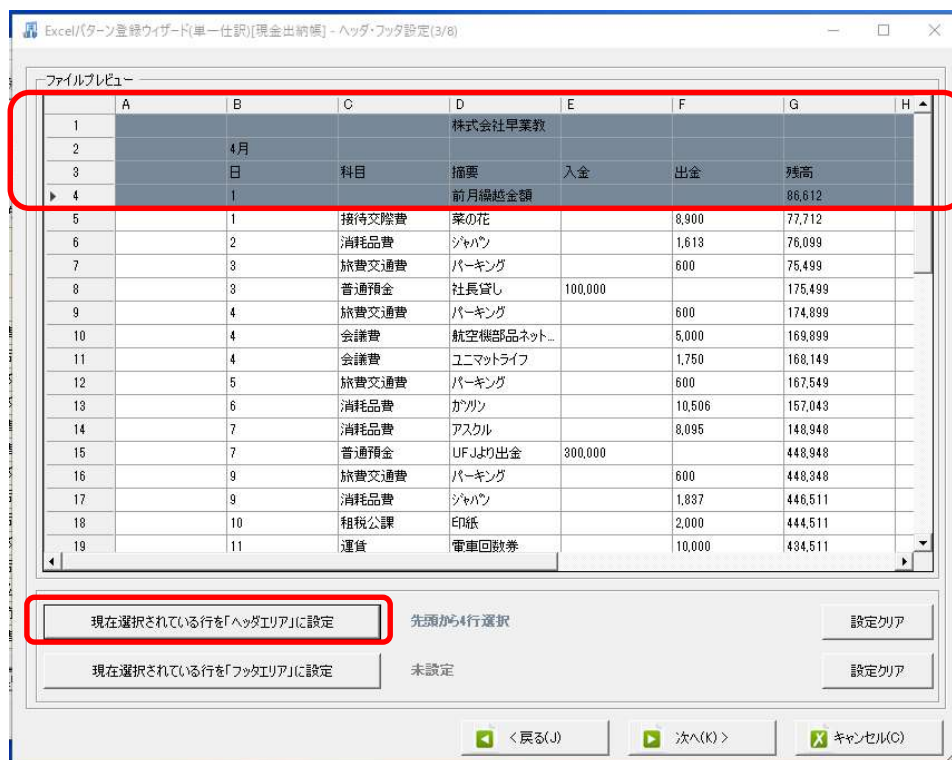 Excelパターン登録ウィザード(単一仕訳)[現金出納帳] - ヘッダ・フッタ設定(3/8)
ファイルプレビュー
A B C D E F G H
1 株式会社早業教
2 4月
3 日 科目 摘要 入金 出金 残高
4 1 前月繰越金額 86,612
5 1 接待交際費 菜の花 8,900 77,712
6 2 消耗品費 ジャパン 1,613 76,099
7 3 旅費交通費 パーキング 600 75,499
8 3 普通預金 社長貸し 100,000 175,499
9 4 旅費交通費 パーキング 600 174,899
10 4 会議費 航空機部品ネット... 5,000 169,899
11 4 会議費 ユニマットライフ 1,750 168,149
12 5 旅費交通費 パーキング 600 167,549
13 6 消耗品費 ガソリン 10,506 157,043
14 7 消耗品費 アスクル 8,095 148,948
15 7 普通預金 UFJより出金 300,000 448,948
16 9 旅費交通費 パーキング 600 448,348
17 9 消耗品費 ジャパン 1,837 446,511
18 10 租税公課 印紙 2,000 444,511
19 11 運賃 電車回数券 10,000 434,511
現在選択されている行を「ヘッダエリア」に設定 先頭から4行選択 設定クリア
現在選択されている行を「フッタエリア」に設定 未設定 設定クリア
< 戻る(J) 次へ(K) > キャンセル(C)